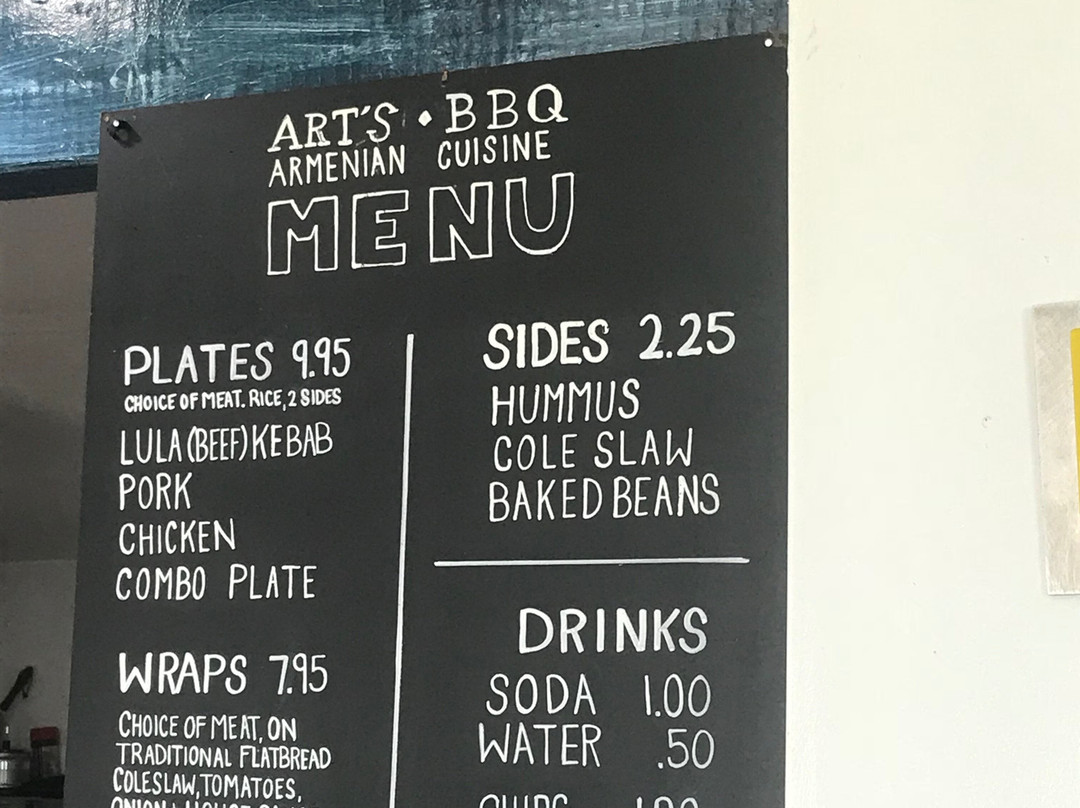 ART'S • BBQ
ARMENIAN CUISINE
MENU
PLATES 9.95
CHOICE OF MEAT. RICE, 2 SIDES
LULA (BEEF) KEBAB
PORK
CHICKEN
COMBO PLATE
WRAPS 7.95
CHOICE OF MEAT, ON
TRADITIONAL FLATBREAD
COLESLAW, TOMATOES,
SIDES 2.25
HUMMUS
COLE SLAW
BAKED BEANS
DRINKS
SODA 1.00
WATER .50